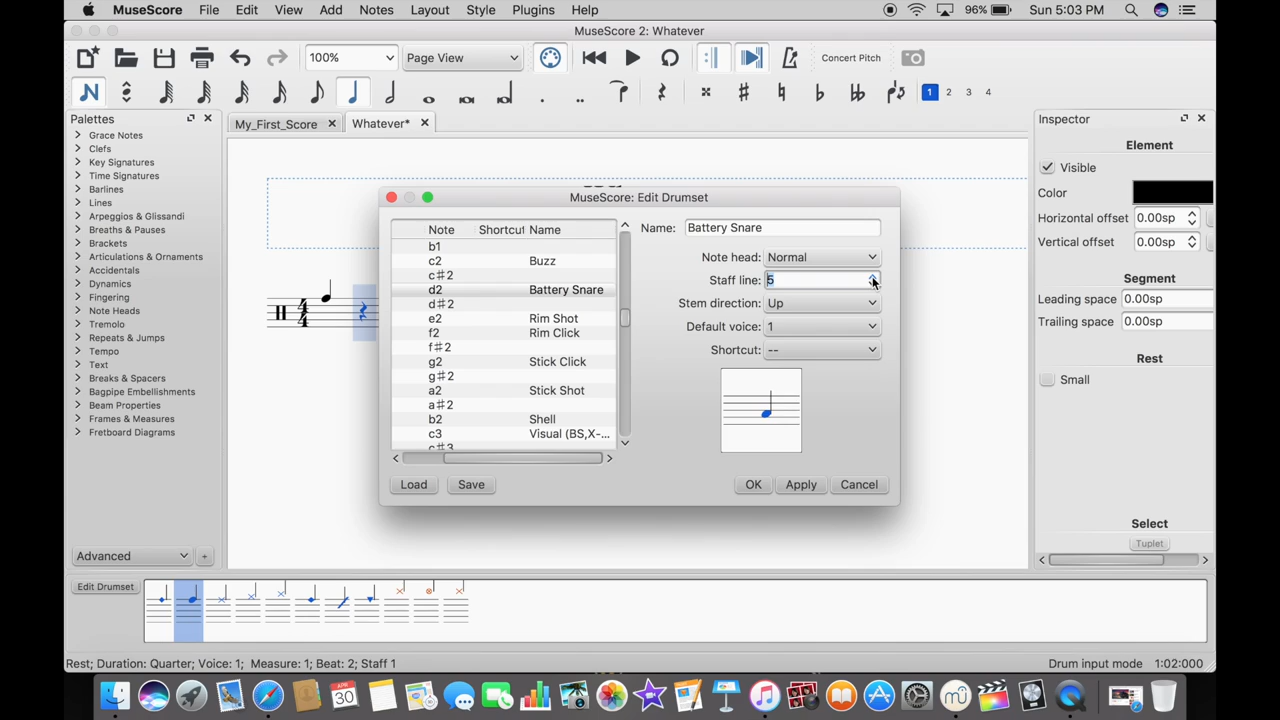 MuseScore File Edit View Add Notes Layout Style Plugins Help 96% Sun 5:03 PM
MuseScore 2: Whatever
100% Page View Concert Pitch
1 2 3 4
Palettes
Grace Notes
Clefs
Key Signatures
Time Signatures
Barlines
Lines
Arpeggios & Glissandi
Breaths & Pauses
Brackets
Articulations & Ornaments
Accidentals
Dynamics
Fingering
Note Heads
Tremolo
Repeats & Jumps
Tempo
Text
Breaks & Spacers
Bagpipe Embellishments
Beam Properties
Frames & Measures
Fretboard Diagrams
Advanced +
My_First_Score Whatever*
4
4
MuseScore: Edit Drumset
Note Shortcut Name
b1
c2 Buzz
c#2
d2 Battery Snare
d#2
e2 Rim Shot
f2 Rim Click
f#2
g2 Stick Click
g#2
a2 Stick Shot
a#2
b2 Shell
c3 Visual (BS,X-...
c#3
Load Save
Name: Battery Snare
Note head: Normal
Staff line: 5
Stem direction: Up
Default voice: 1
Shortcut: --
OK Apply Cancel
Inspector
Element
Visible
Color
Horizontal offset 0.00sp
Vertical offset 0.00sp
Segment
Leading space 0.00sp
Trailing space 0.00sp
Rest
Small
Select
Tuplet
Edit Drumset
Rest; Duration: Quarter; Voice: 1; Measure: 1; Beat: 2; Staff 1 Drum input mode 1:02:000
30